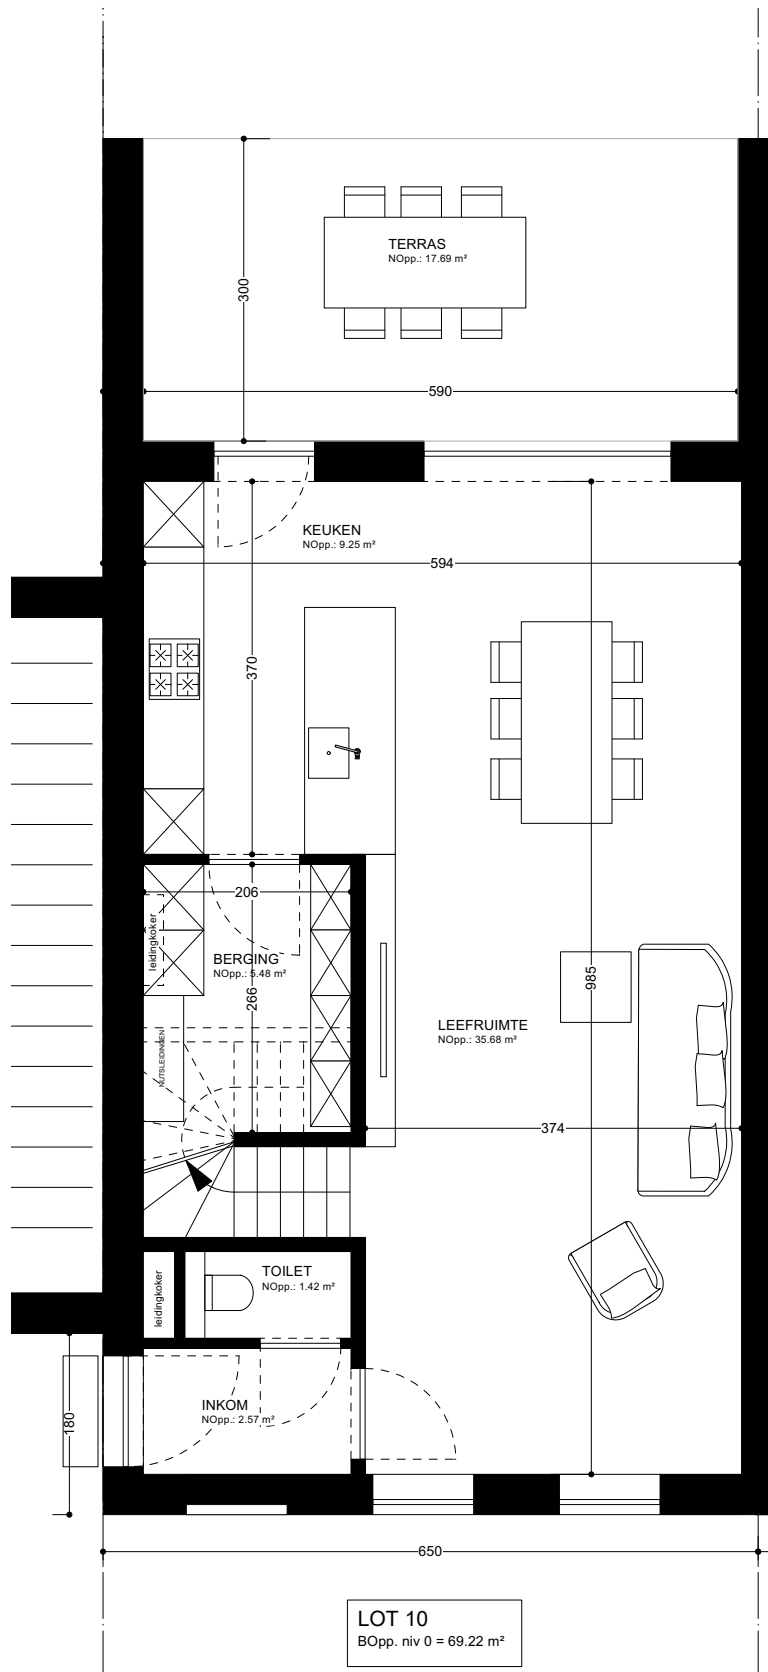 TERRAS
NOpp.: 17.69 m²
300
590
KEUKEN
NOpp.: 9.25 m²
594
370
206
leidingkoker
BERGING
NOpp.: 5.48 m²
266
985
LEEFRUIMTE
NOpp.: 35.68 m²
NUTSLEIDINGEN
374
TOILET
NOpp.: 1.42 m²
leidingkoker
INKOM
NOpp.: 2.57 m²
180
650
LOT 10
BOpp. niv 0 = 69.22 m²